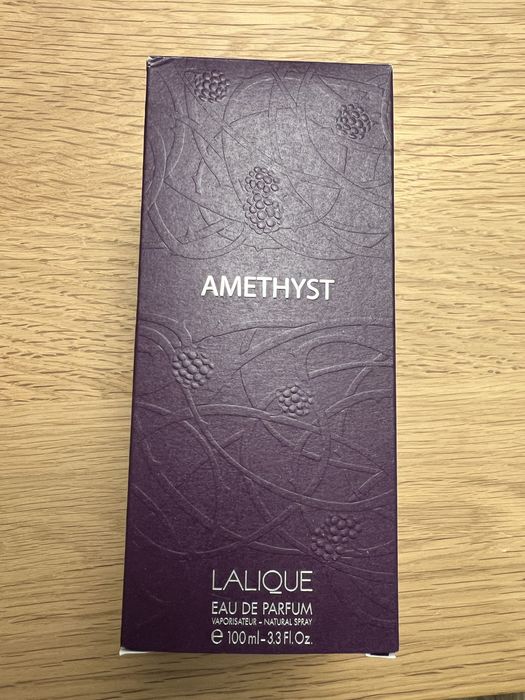 AMETHYST
LALIQUE
EAU DE PARFUM
VAPORISATEUR – NATURAL SPRAY
℮ 100 ml – 3.3 Fl. Oz.